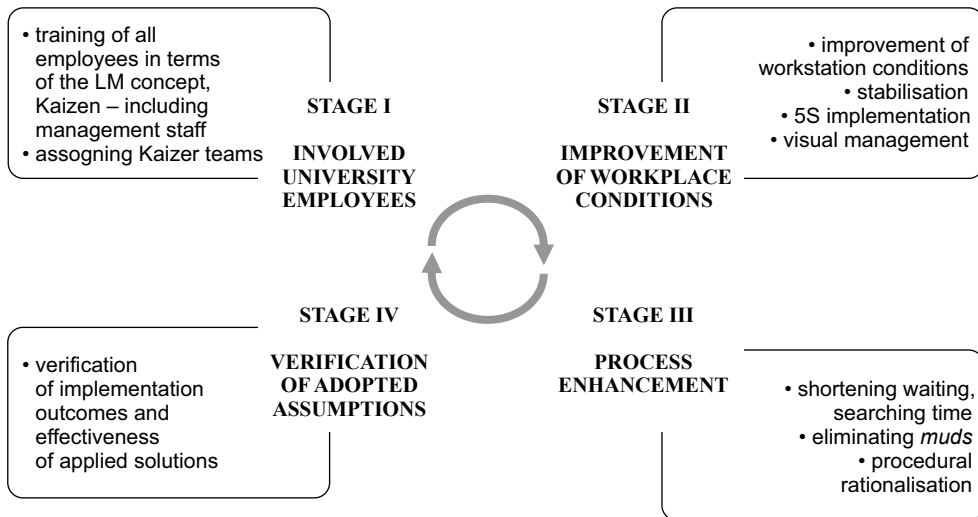 • training of all
employees in terms
of the LM concept,
Kaizen – including
management staff
• assogning Kaizer teams
STAGE I
INVOLVED
UNIVERSITY
EMPLOYEES
STAGE II
IMPROVEMENT
OF WORKPLACE
CONDITIONS
• improvement of
workstation conditions
• stabilisation
• 5S implementation
• visual management
STAGE IV
VERIFICATION
OF ADOPTED
ASSUMPTIONS
• verification
of implementation
outcomes and
effectiveness
of applied solutions
STAGE III
PROCESS
ENHANCEMENT
• shortening waiting,
searching time
• eliminating muds
• procedural
rationalisation